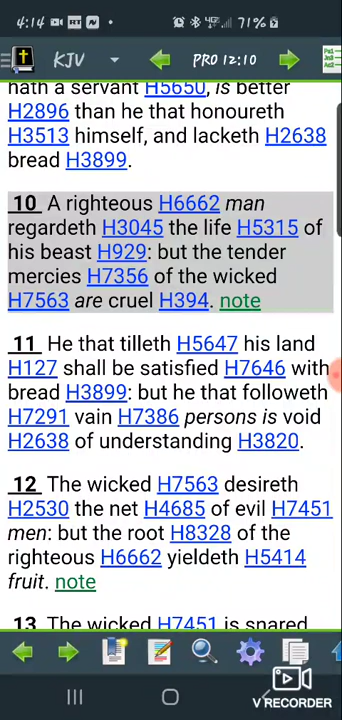 4:14 71%
KJV PRO 12:10
hath a servant H5650, is better
H2896 than he that honoureth
H3513 himself, and lacketh H2638
bread H3899.
10 A righteous H6662 man
regardeth H3045 the life H5315 of
his beast H929: but the tender
mercies H7356 of the wicked
H7563 are cruel H394. note
11 He that tilleth H5647 his land
H127 shall be satisfied H7646 with
bread H3899: but he that followeth
H7291 vain H7386 persons is void
H2638 of understanding H3820.
12 The wicked H7563 desireth
H2530 the net H4685 of evil H7451
men: but the root H8328 of the
righteous H6662 yieldeth H5414
fruit. note
13 The wicked H7451 is snared
V RECORDER